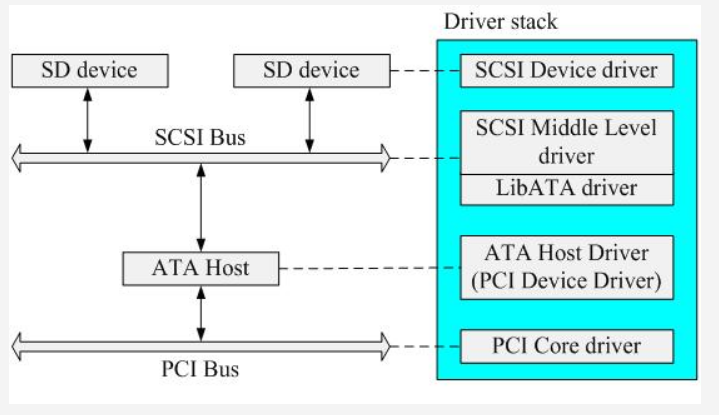 Driver stack
SD device
SD device
SCSI Device driver
SCSI Bus
SCSI Middle Level
driver
LibATA driver
ATA Host
ATA Host Driver
(PCI Device Driver)
PCI Bus
PCI Core driver